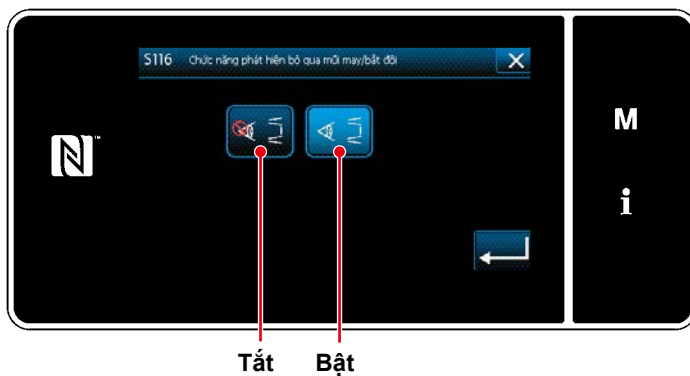 S116 Chức năng phát hiện bỏ qua mũi may/bắt đôi
M
i
Tắt Bật